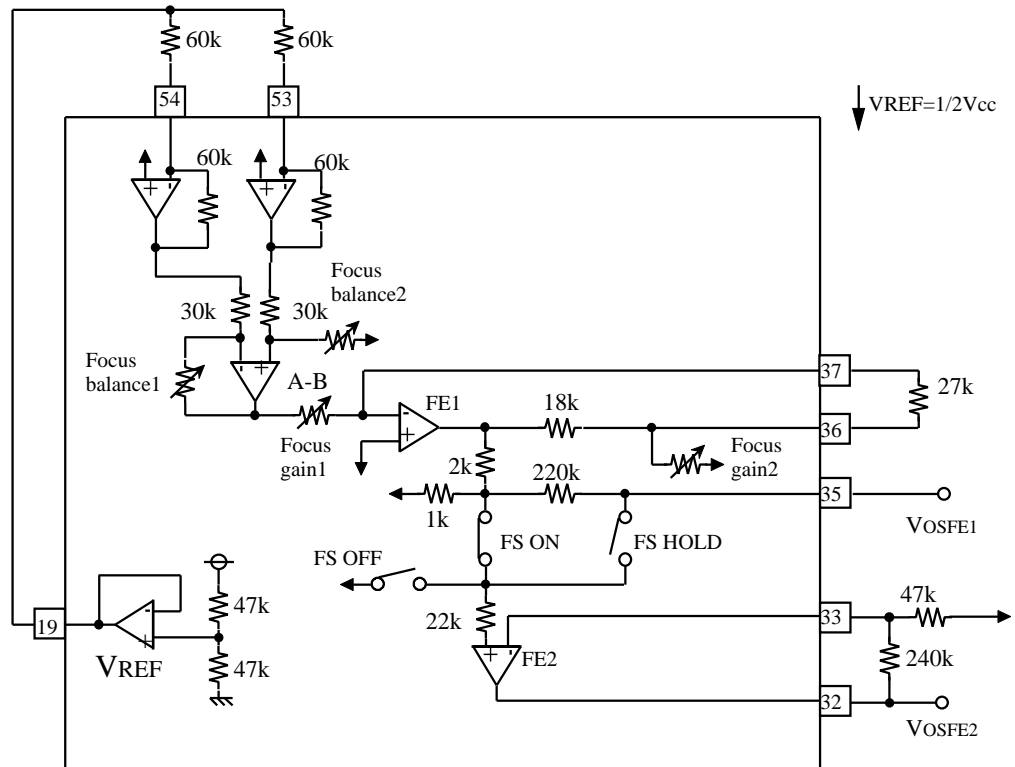 60k
60k
54
53
VREF=1/2Vcc
60k
60k
+
-
+
-
Focus
balance2
30k
30k
Focus
balance1
-
+
A-B
37
FE1
18k
27k
-
+
36
Focus
gain1
Focus
gain2
2k
220k
35
1k
VOSFE1
FS ON
FS HOLD
FS OFF
47k
47k
33
19
-
+
22k
VREF
47k
+
-
FE2
240k
32
VOSFE2